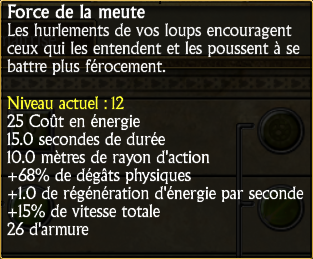 Force de la meute
Les hurlements de vos loups encouragent
ceux qui les entendent et les poussent à se
battre plus férocement.
Niveau actuel : 12
25 Coût en énergie
15.0 secondes de durée
10.0 mètres de rayon d'action
+68% de dégâts physiques
+1.0 de régénération d'énergie par seconde
+15% de vitesse totale
26 d'armure